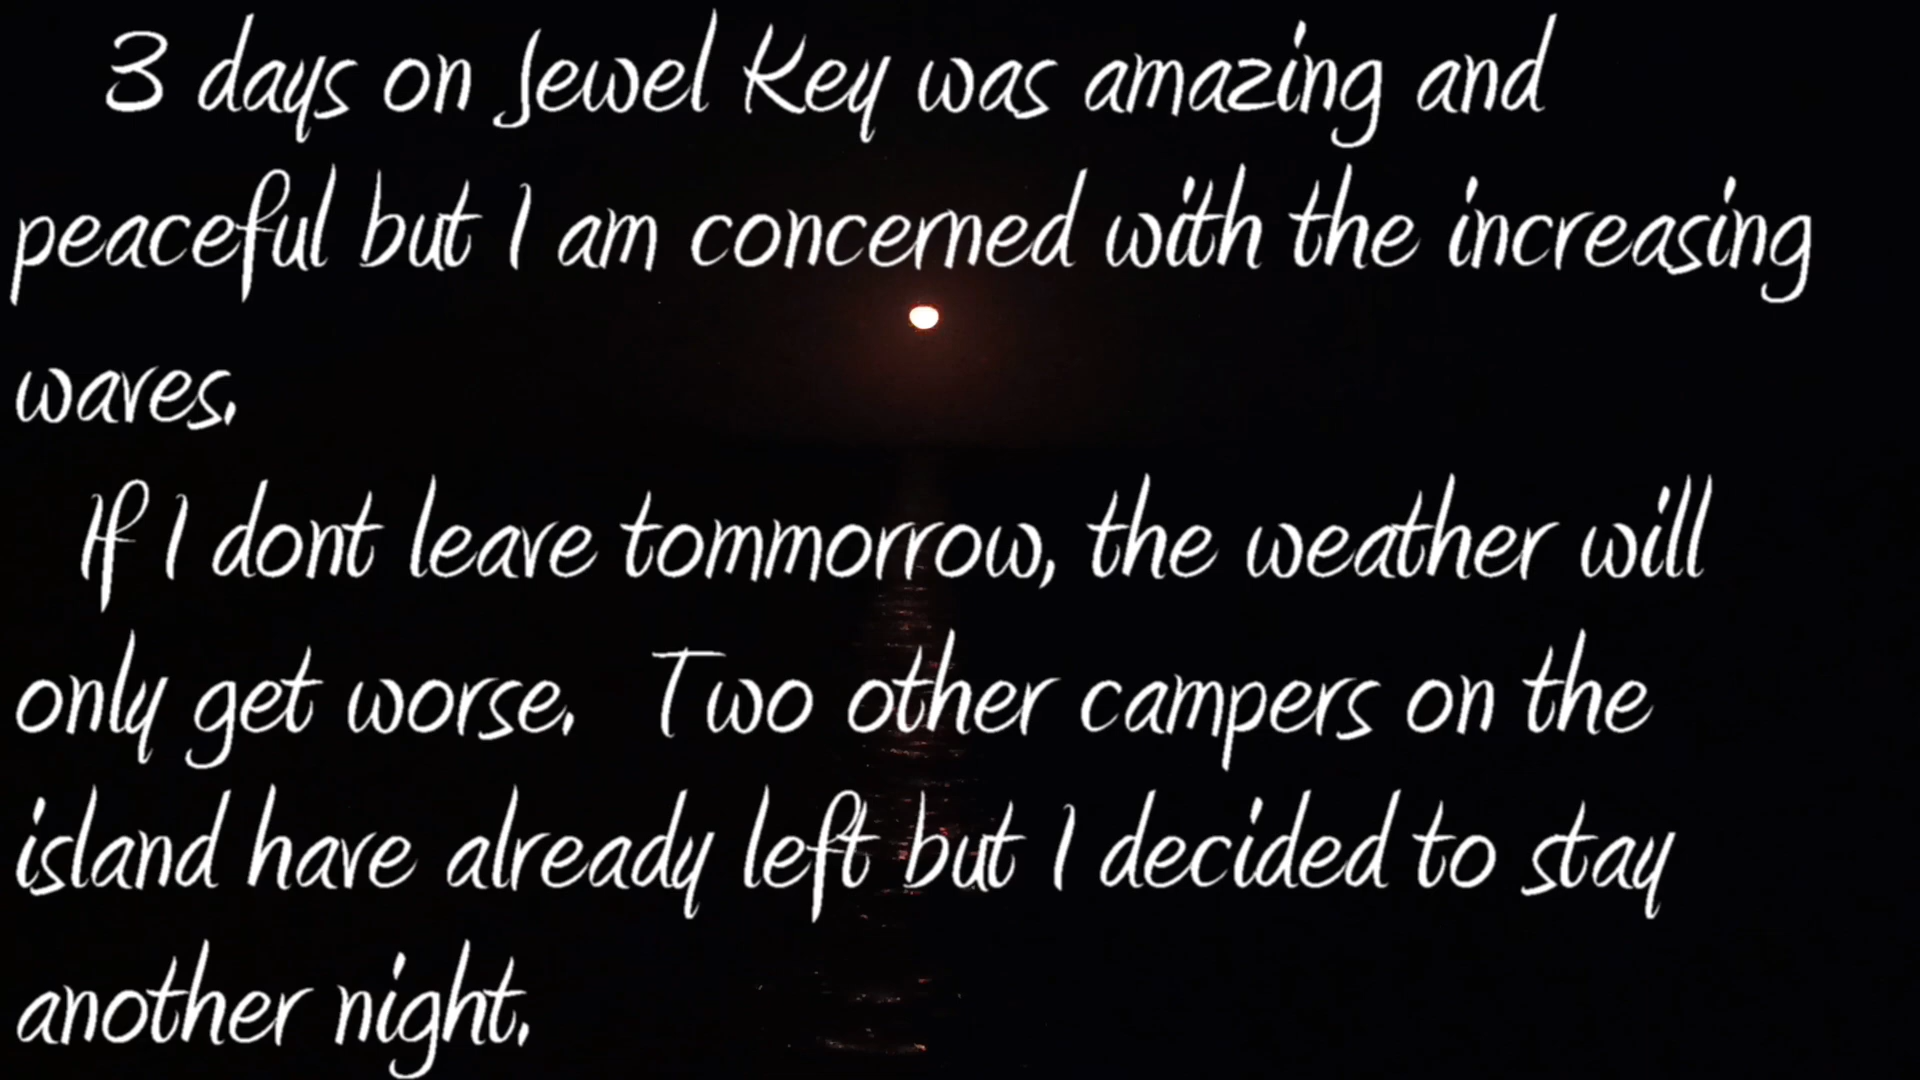 3 days on Jewel Key was amazing and
peaceful but I am concerned with the increasing
waves.
If I dont leave tommorrow, the weather will
only get worse. Two other campers on the
island have already left but I decided to stay
another night.